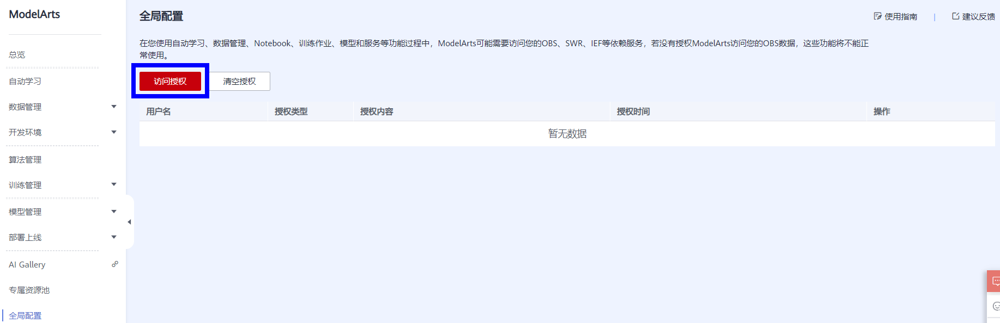 ModelArts
总览
自动学习
数据管理
开发环境
算法管理
训练管理
模型管理
部署上线
AI Gallery
专属资源池
全局配置
全局配置
使用指南 | 建议反馈
在您使用自动学习、数据管理、Notebook、训练作业、模型和服务等功能过程中，ModelArts可能需要访问您的OBS、SWR、IEF等依赖服务，若没有授权ModelArts访问您的OBS数据，这些功能将不能正
常使用。
访问授权 清空授权
用户名 授权类型 授权内容 授权时间 操作
暂无数据